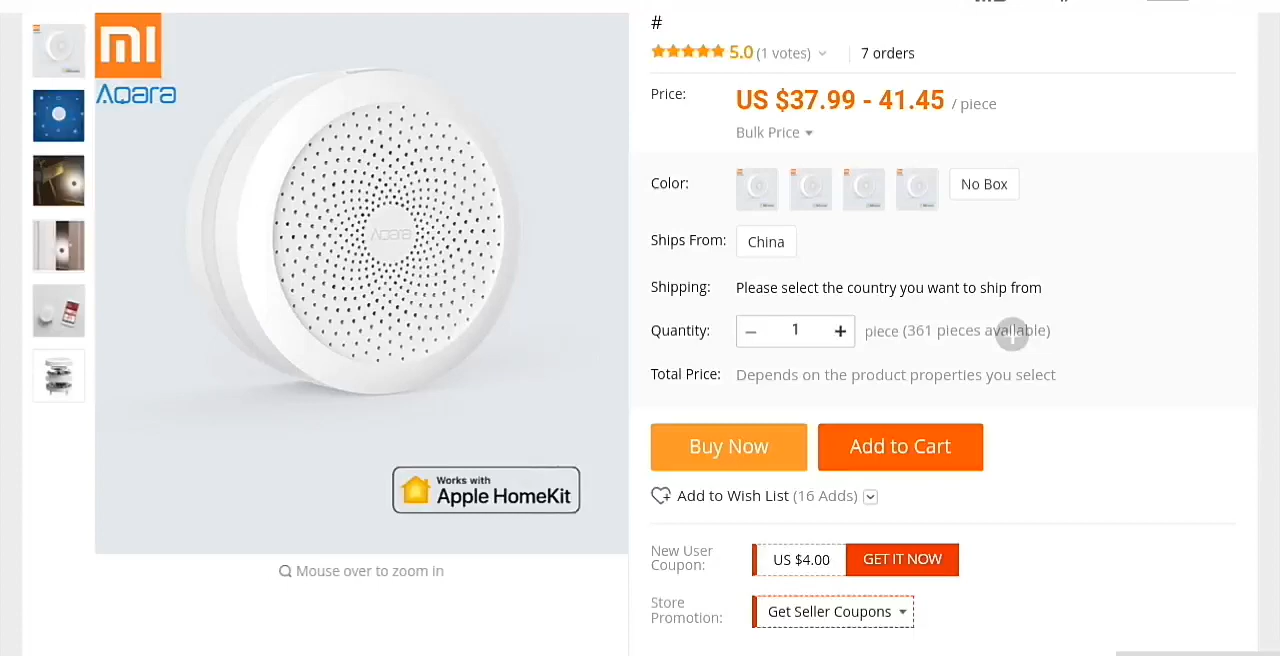 mi
Aqara
Aqara
Works with
Apple HomeKit
Mouse over to zoom in
#
5.0 (1 votes)
7 orders
Price:
US $37.99 - 41.45 / piece
Bulk Price
Color:
No Box
Ships From:
China
Shipping:
Please select the country you want to ship from
Quantity:
1
piece (361 pieces available)
Total Price:
Depends on the product properties you select
Buy Now
Add to Cart
Add to Wish List (16 Adds)
New User
Coupon:
US $4.00
GET IT NOW
Store
Promotion:
Get Seller Coupons